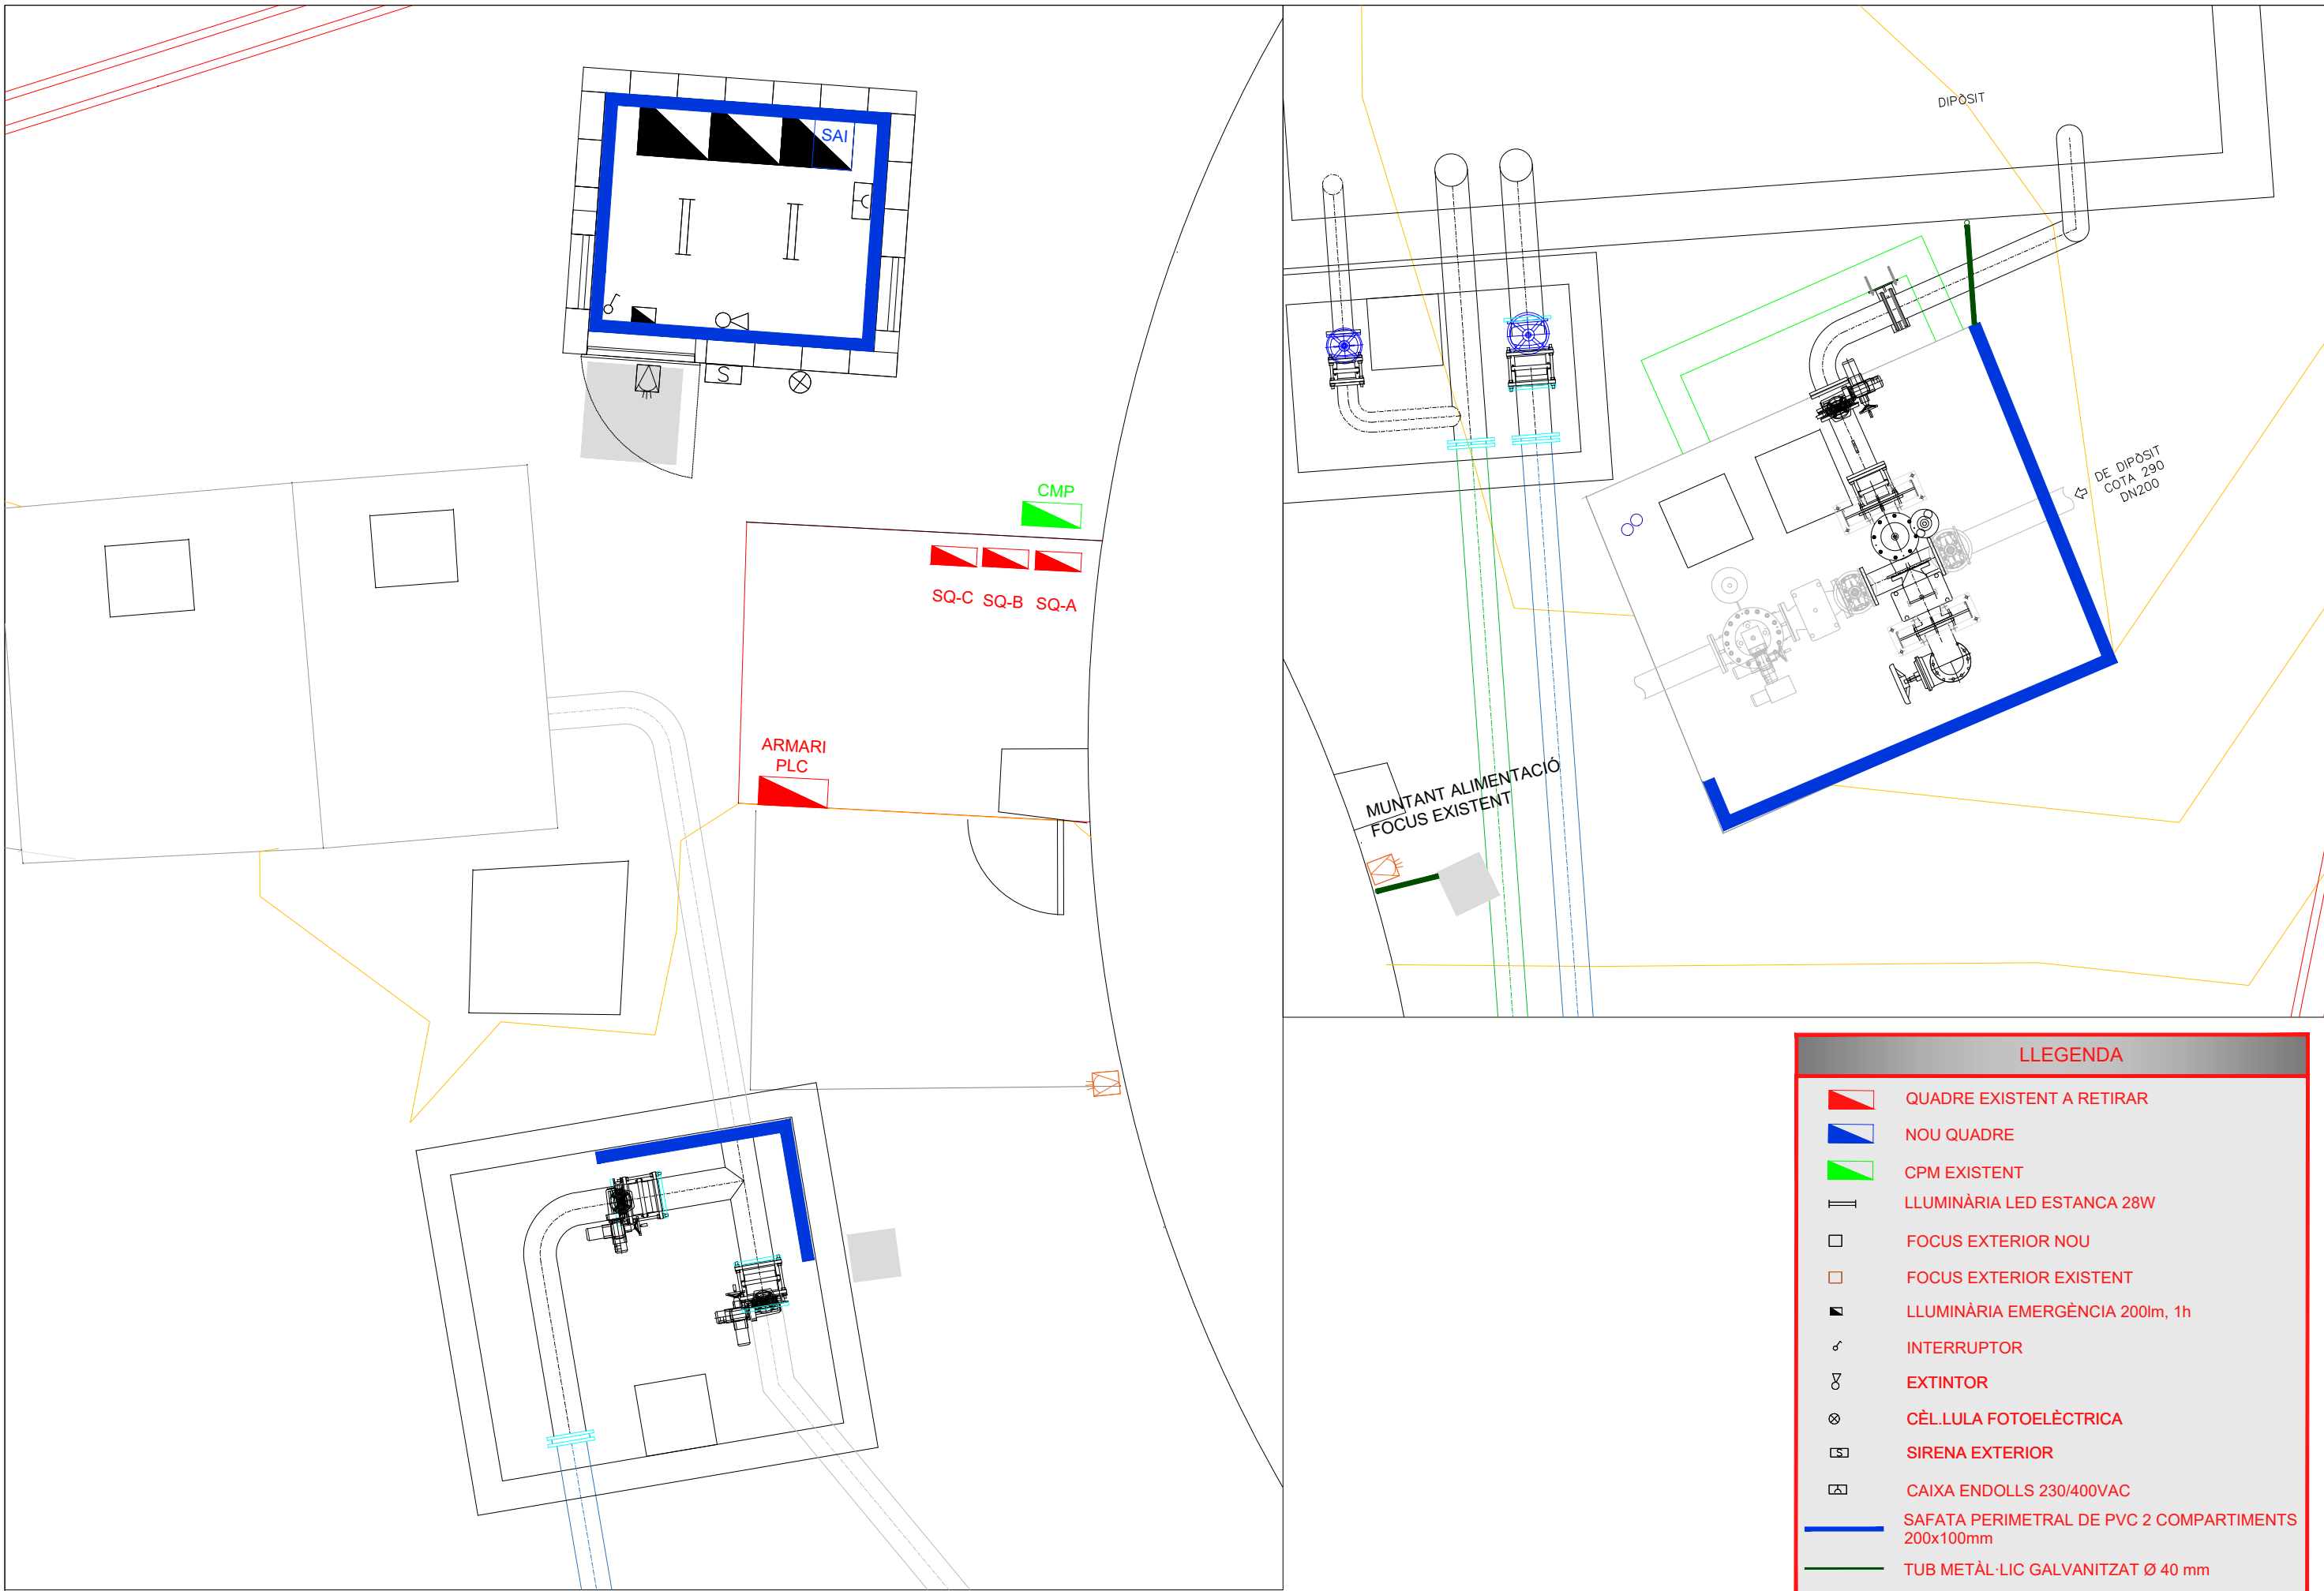 SAI
S
CMP
SQ-C SQ-B SQ-A
ARMARI
PLC
DIPÒSIT
DE DIPÒSIT
COTA 290
DN200
MUNTANT ALIMENTACIÓ
FOCUS EXISTENT
LLEGENDA
QUADRE EXISTENT A RETIRAR
NOU QUADRE
CPM EXISTENT
LLUMINÀRIA LED ESTANCA 28W
FOCUS EXTERIOR NOU
FOCUS EXTERIOR EXISTENT
LLUMINÀRIA EMERGÈNCIA 200lm, 1h
INTERRUPTOR
EXTINTOR
CÈL.LULA FOTOELÈCTRICA
S SIRENA EXTERIOR
CAIXA ENDOLLS 230/400VAC
SAFATA PERIMETRAL DE PVC 2 COMPARTIMENTS
200x100mm
TUB METÀL·LIC GALVANITZAT Ø 40 mm